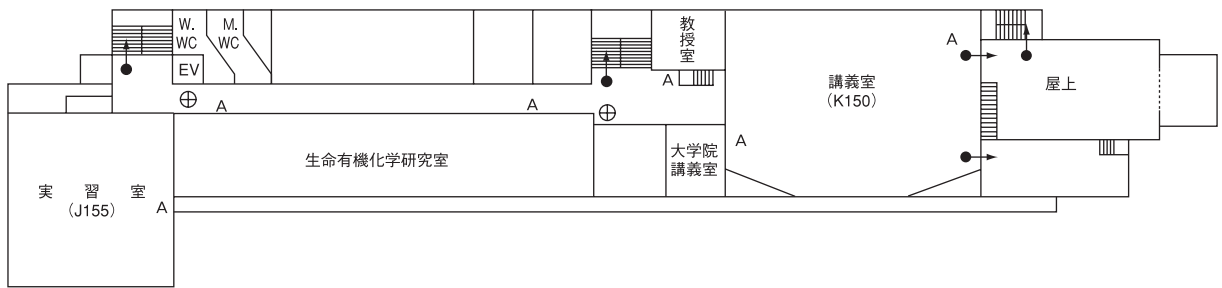 W.
WC
M.
WC
EV
A
A
教授室
A
A
講義室
(K150)
A
屋上
生命有機化学研究室
大学院
講義室
実習室
(J155)
A